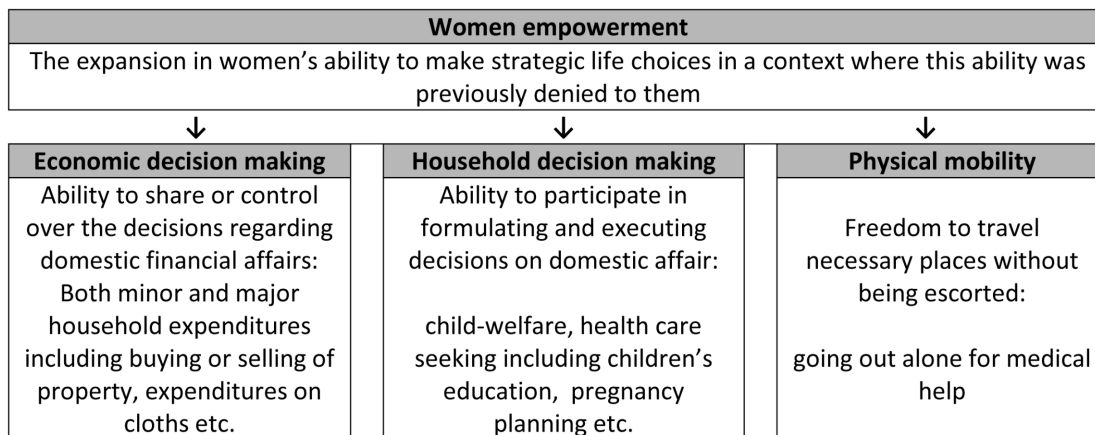 Women empowerment
The expansion in women's ability to make strategic life choices in a context where this ability was
previously denied to them
Economic decision making
Ability to share or control
over the decisions regarding
domestic financial affairs:
Both minor and major
household expenditures
including buying or selling of
property, expenditures on
cloths etc.
Household decision making
Ability to participate in
formulating and executing
decisions on domestic affair:
child-welfare, health care
seeking including children's
education, pregnancy
planning etc.
Physical mobility
Freedom to travel
necessary places without
being escorted:
going out alone for medical
help